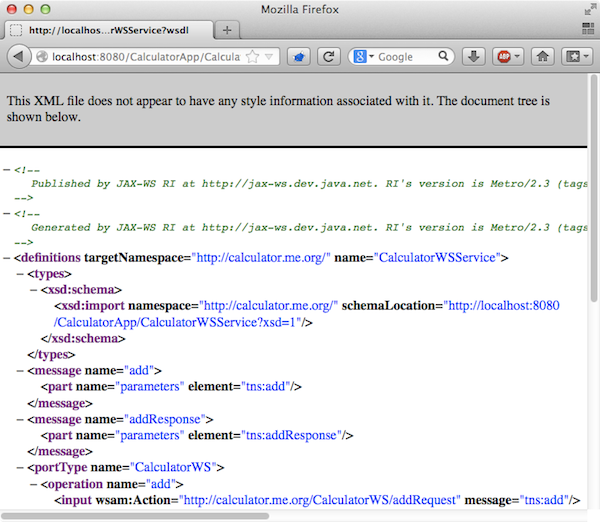 Mozilla Firefox
http://localhos...rWSService?wsdl
localhost:8080/CalculatorApp/Calcula
Google
ABP
This XML file does not appear to have any style information associated with it. The document tree is
shown below.
– <!--
Published by JAX-WS RI at http://jax-ws.dev.java.net. RI's version is Metro/2.3 (tags
-->
– <!--
Generated by JAX-WS RI at http://jax-ws.dev.java.net. RI's version is Metro/2.3 (tags
-->
– <definitions targetNamespace="http://calculator.me.org/" name="CalculatorWSService">
– <types>
– <xsd:schema>
<xsd:import namespace="http://calculator.me.org/" schemaLocation="http://localhost:8080
/CalculatorApp/CalculatorWSService?xsd=1"/>
</xsd:schema>
</types>
– <message name="add">
<part name="parameters" element="tns:add"/>
</message>
– <message name="addResponse">
<part name="parameters" element="tns:addResponse"/>
</message>
– <portType name="CalculatorWS">
– <operation name="add">
<input wsam:Action="http://calculator.me.org/CalculatorWS/addRequest" message="tns:add"/>